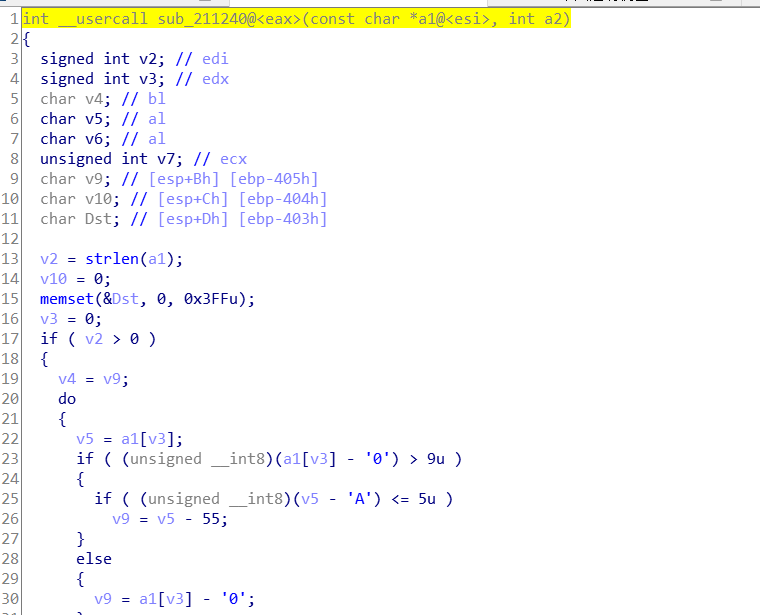 1 int __usercall sub_211240@<eax>(const char *a1@<esi>, int a2)
2 {
3 signed int v2; // edi
4 signed int v3; // edx
5 char v4; // bl
6 char v5; // al
7 char v6; // al
8 unsigned int v7; // ecx
9 char v9; // [esp+Bh] [ebp-405h]
10 char v10; // [esp+Ch] [ebp-404h]
11 char Dst; // [esp+Dh] [ebp-403h]
12
13 v2 = strlen(a1);
14 v10 = 0;
15 memset(&Dst, 0, 0x3FFu);
16 v3 = 0;
17 if ( v2 > 0 )
18 {
19 v4 = v9;
20 do
21 {
22 v5 = a1[v3];
23 if ( (unsigned __int8)(a1[v3] - '0') > 9u )
24 {
25 if ( (unsigned __int8)(v5 - 'A') <= 5u )
26 v9 = v5 - 55;
27 }
28 else
29 {
30 v9 = a1[v3] - '0';